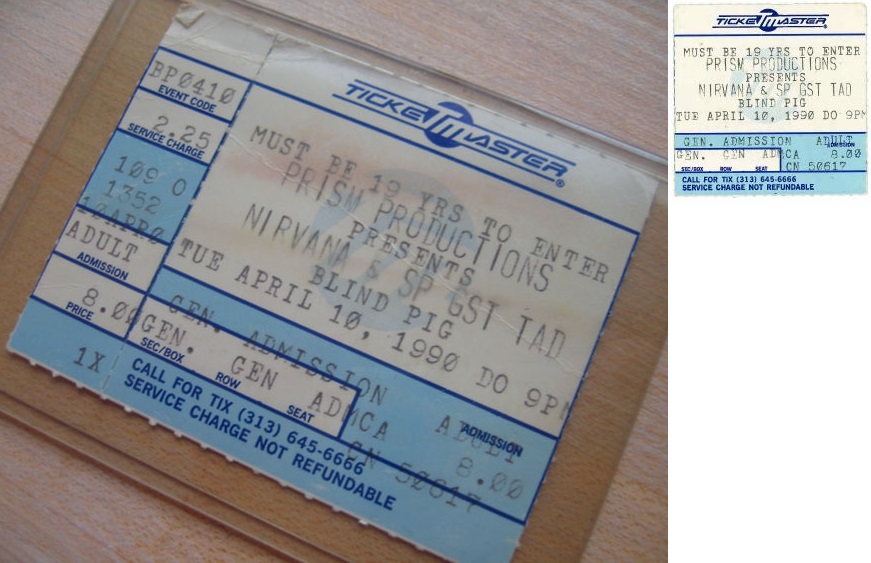 BP0410
EVENT CODE
2.25
SERVICE CHARGE
109 0
1352
12APR0
ADULT
ADMISSION
8.00
PRICE
1X
TICKETMASTER®
MUST BE 19 YRS TO ENTER
PRISM PRODUCTIONS
PRESENTS
NIRVANA & SP GST TAD
BLIND PIG
TUE APRIL 10, 1990 DO 9PM
GEN. ADMISSION ADULT
ADMISSION
GEN. GEN ADMCA 8.00
SEC/BOX ROW SEAT
CN 50617
CALL FOR TIX (313) 645-6666
SERVICE CHARGE NOT REFUNDABLE
TICKETMASTER®
MUST BE 19 YRS TO ENTER
PRISM PRODUCTIONS
PRESENTS
NIRVANA & SP GST TAD
BLIND PIG
TUE APRIL 10, 1990 DO 9PM
GEN. ADMISSION ADULT
ADMISSION
GEN. GEN ADMCA 8.00
SEC/BOX ROW SEAT CN 50617
CALL FOR TIX (313) 645-6666
SERVICE CHARGE NOT REFUNDABLE